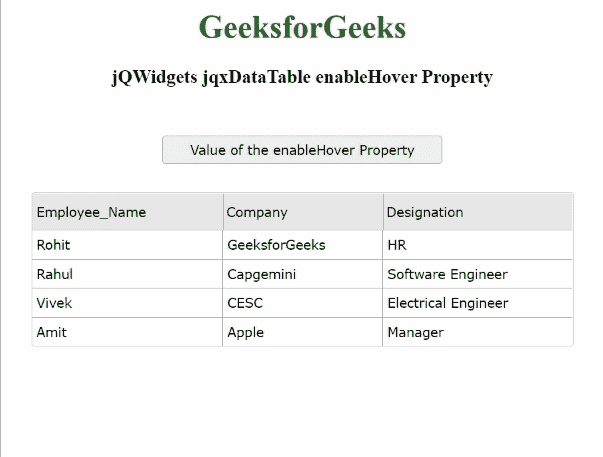 GeeksforGeeks
jQWidgets jqxDataTable enableHover Property
Value of the enableHover Property
Employee_Name Company Designation
Rohit GeeksforGeeks HR
Rahul Capgemini Software Engineer
Vivek CESC Electrical Engineer
Amit Apple Manager